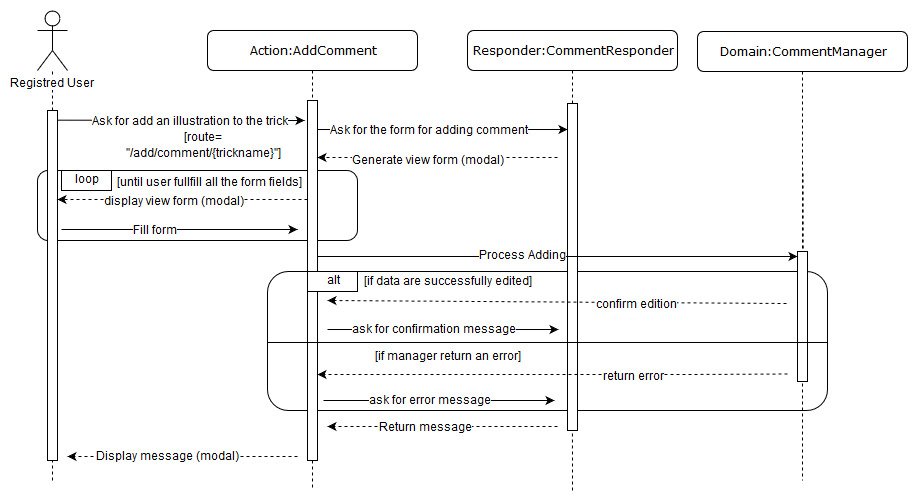 Action:AddComment
Responder:CommentResponder
Domain:CommentManager
Registred User
Ask for add an illustration to the trick
[route=
"/add/comment/{trickname}"]
Ask for the form for adding comment
Generate view form (modal)
loop
[until user fullfill all the form fields]
display view form (modal)
Fill form
Process Adding
alt
[if data are successfully edited]
confirm edition
ask for confirmation message
[if manager return an error]
return error
ask for error message
Return message
Display message (modal)